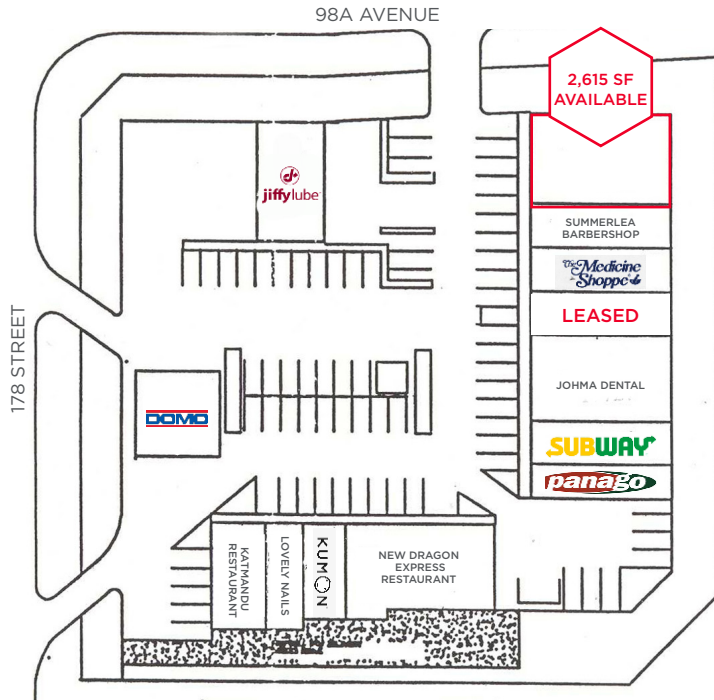 98A AVENUE
2,615 SF
AVAILABLE
jiffylube
SUMMERLEA
BARBERSHOP
The Medicine
Shoppe
LEASED
178 STREET
JOHMA DENTAL
DOMO
SUBWAY
panago
KATMANDU
RESTAURANT
LOVELY NAILS
KUMON
NEW DRAGON
EXPRESS
RESTAURANT